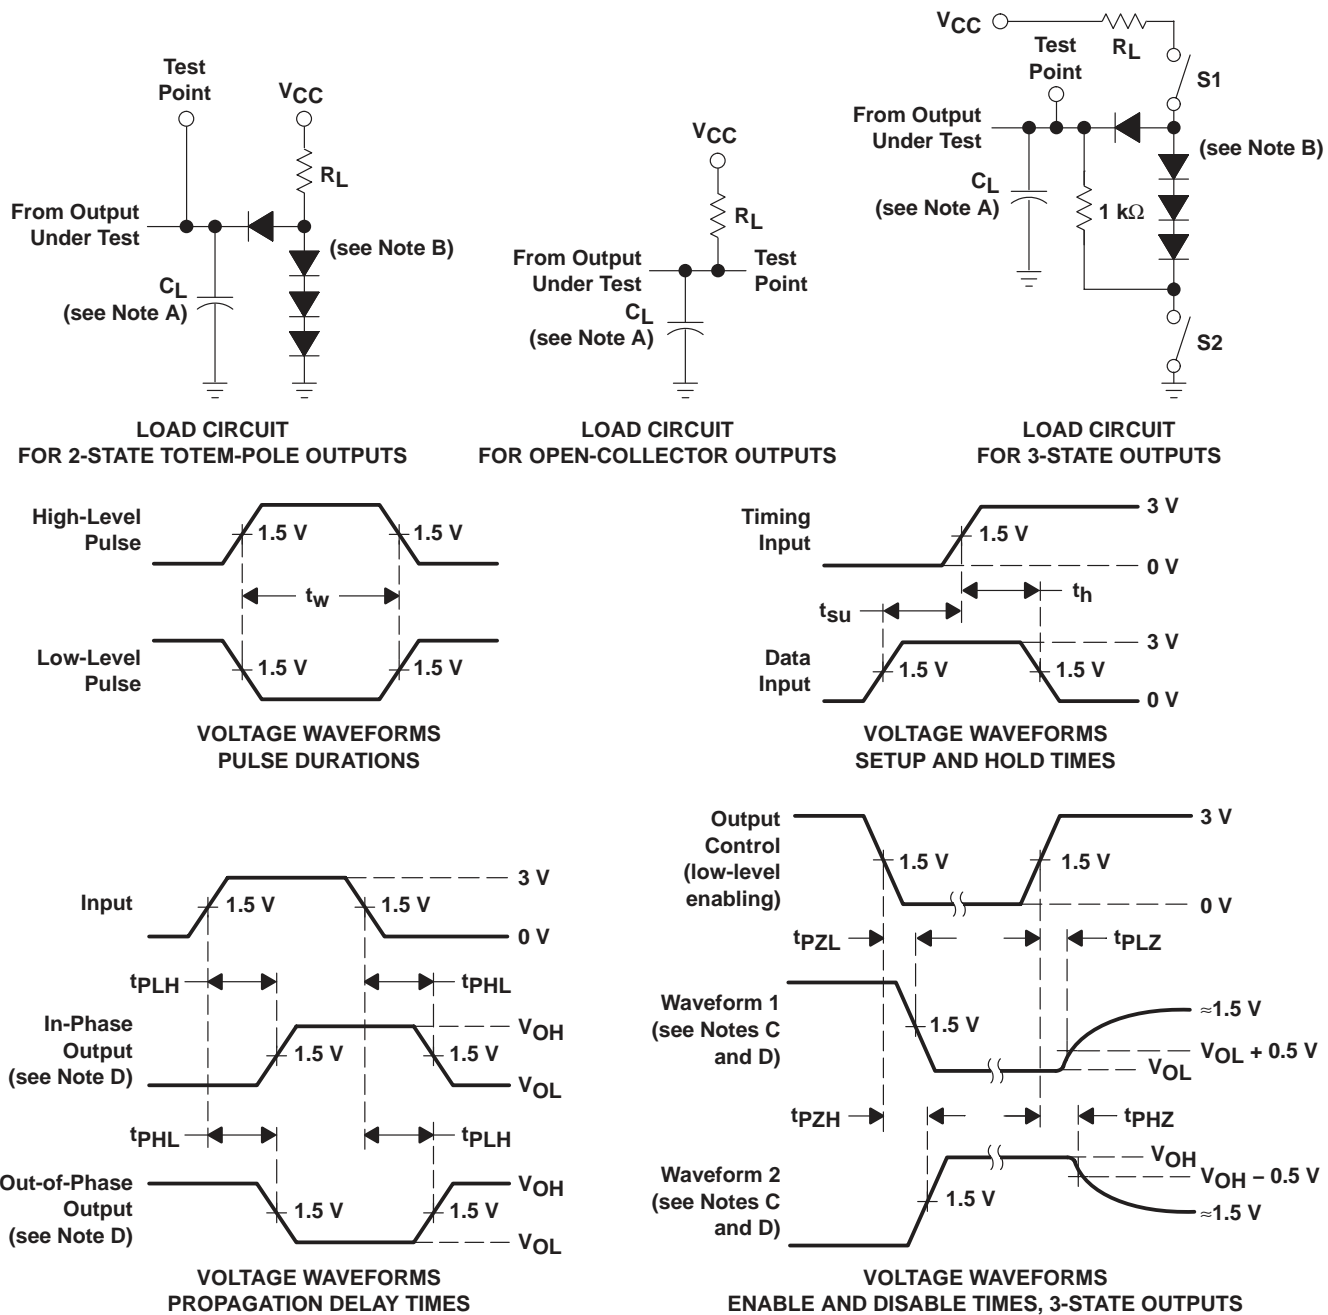 Test
Point
VCC
RL
From Output
Under Test
(see Note B)
CL
(see Note A)
LOAD CIRCUIT
FOR 2-STATE TOTEM-POLE OUTPUTS
VCC
RL
From Output
Under Test
Test
Point
CL
(see Note A)
LOAD CIRCUIT
FOR OPEN-COLLECTOR OUTPUTS
VCC
RL
Test
Point
S1
From Output
Under Test
(see Note B)
CL
(see Note A)
1 kΩ
S2
LOAD CIRCUIT
FOR 3-STATE OUTPUTS
High-Level
Pulse
1.5 V
1.5 V
tw
Low-Level
Pulse
1.5 V
1.5 V
VOLTAGE WAVEFORMS
PULSE DURATIONS
Timing
Input
1.5 V
3 V
0 V
th
tsu
Data
Input
1.5 V
1.5 V
3 V
0 V
VOLTAGE WAVEFORMS
SETUP AND HOLD TIMES
Input
1.5 V
1.5 V
3 V
0 V
tPLH
tPHL
In-Phase
Output
(see Note D)
1.5 V
1.5 V
VOH
VOL
tPHL
tPLH
Out-of-Phase
Output
(see Note D)
1.5 V
1.5 V
VOH
VOL
VOLTAGE WAVEFORMS
PROPAGATION DELAY TIMES
Output
Control
(low-level
enabling)
1.5 V
1.5 V
3 V
0 V
tPZL
tPLZ
Waveform 1
(see Notes C
and D)
1.5 V
≈1.5 V
VOL + 0.5 V
VOL
tPZH
tPHZ
Waveform 2
(see Notes C
and D)
1.5 V
VOH
VOH – 0.5 V
≈1.5 V
VOLTAGE WAVEFORMS
ENABLE AND DISABLE TIMES, 3-STATE OUTPUTS